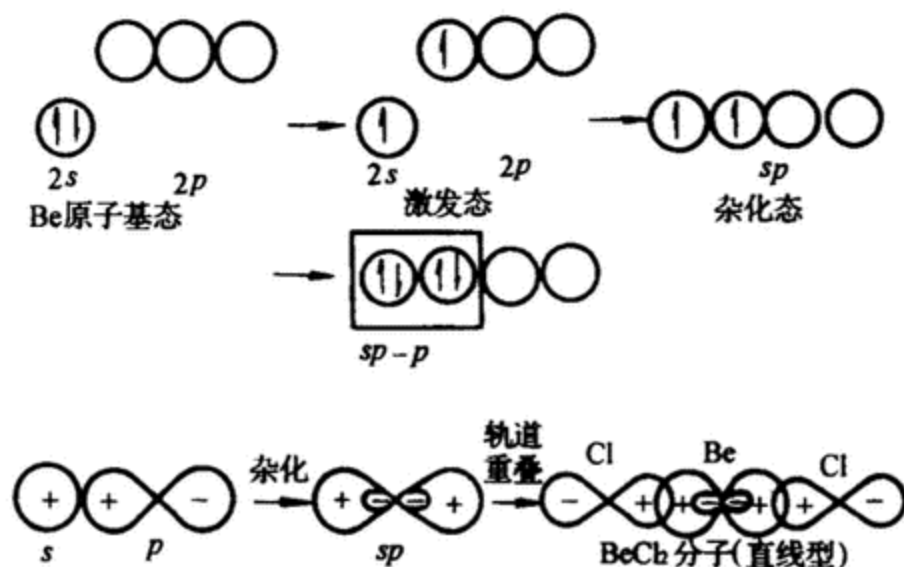 2s 2p
Be原子基态
2s 2p
激发态
sp
杂化态
sp-p
+ + -
s p
杂化
+ - - +
sp
轨道
重叠
Cl Be Cl
- + + - - + + -
BeCl₂分子(直线型)